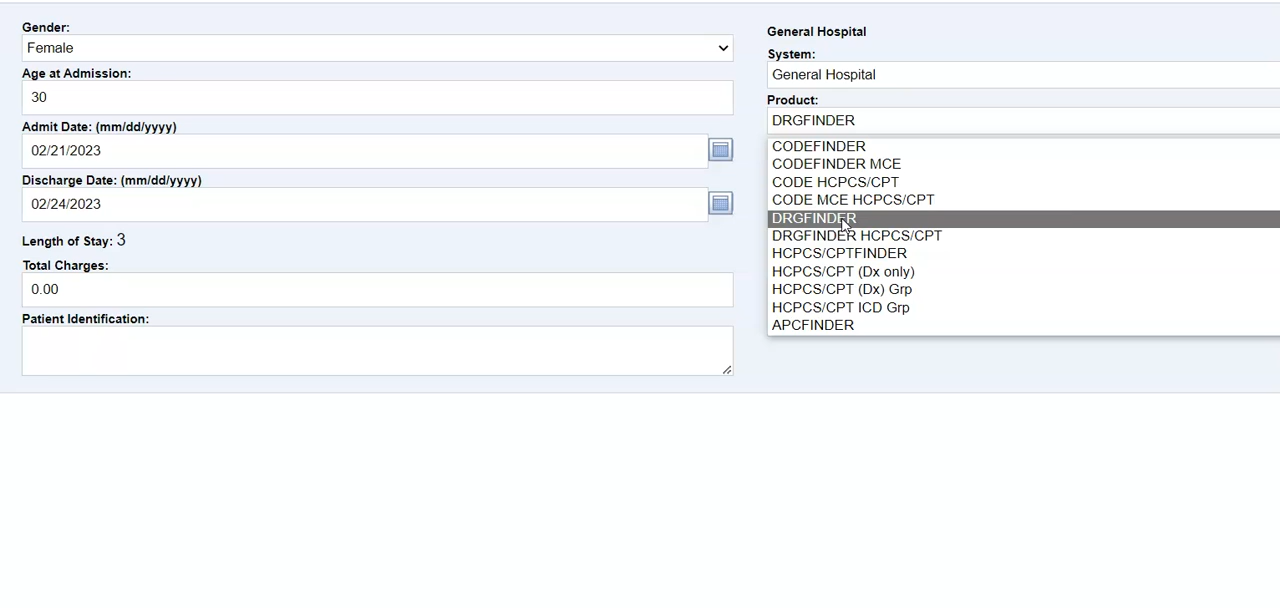 Gender:
Female
Age at Admission:
30
Admit Date: (mm/dd/yyyy)
02/21/2023
Discharge Date: (mm/dd/yyyy)
02/24/2023
Length of Stay: 3
Total Charges:
0.00
Patient Identification:
General Hospital
System:
General Hospital
Product:
DRGFINDER
CODEFINDER
CODEFINDER MCE
CODE HCPCS/CPT
CODE MCE HCPCS/CPT
DRGFINDER
DRGFINDER HCPCS/CPT
HCPCS/CPTFINDER
HCPCS/CPT (Dx only)
HCPCS/CPT (Dx) Grp
HCPCS/CPT ICD Grp
APCFINDER